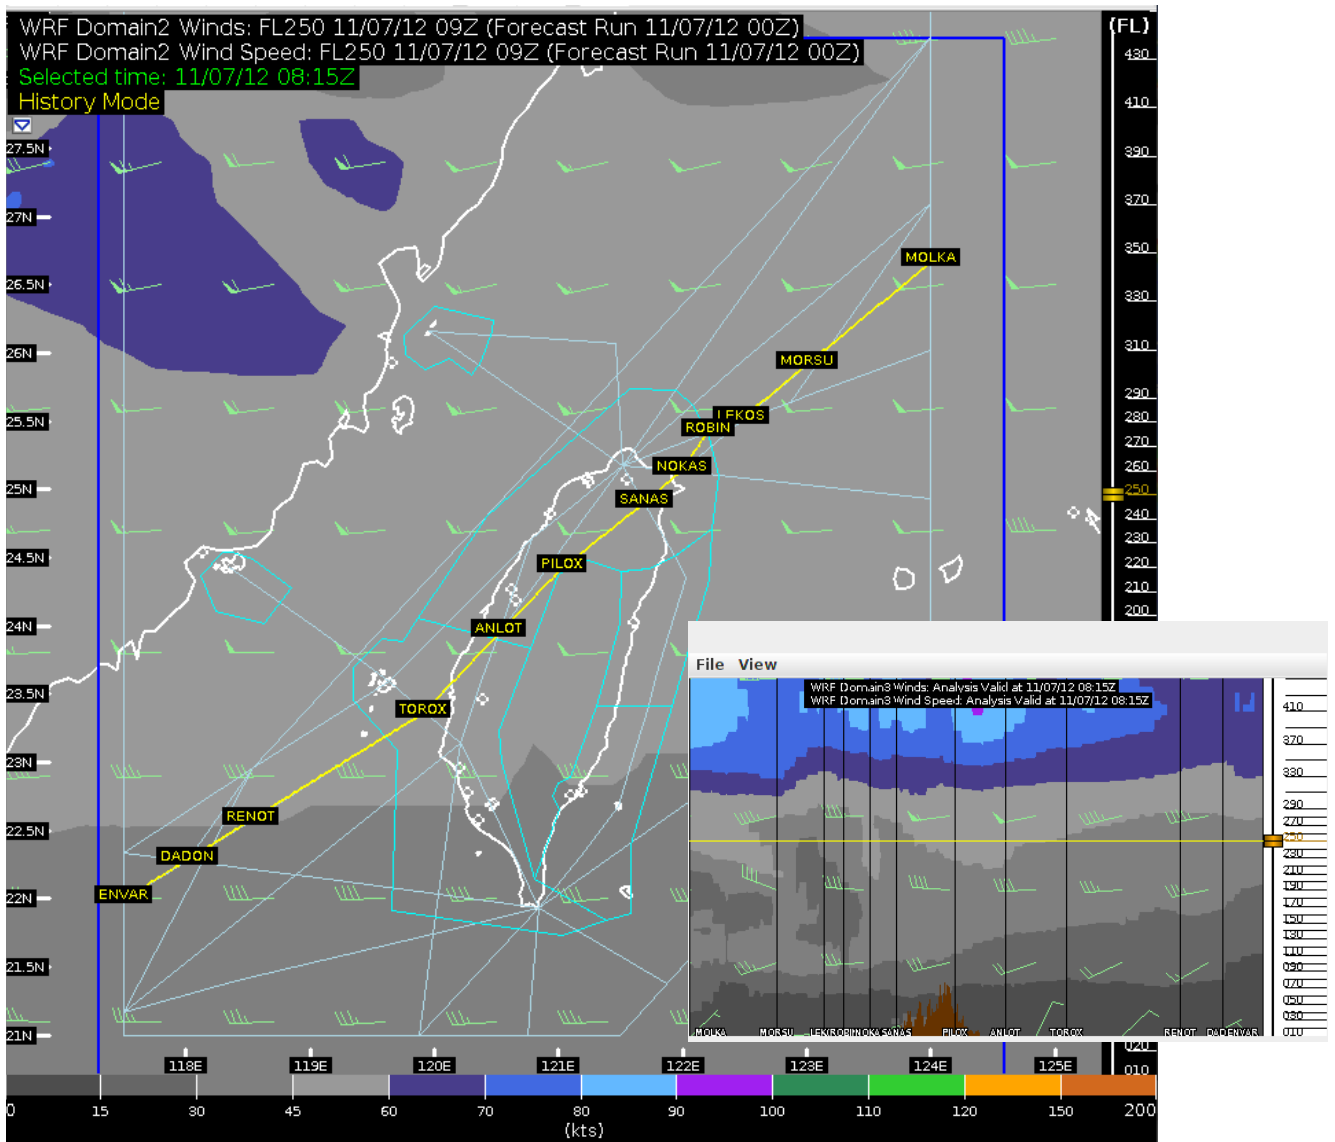 WRF Domain2 Winds: FL250 11/07/12 09Z (Forecast Run 11/07/12 00Z)
WRF Domain2 Wind Speed: FL250 11/07/12 09Z (Forecast Run 11/07/12 00Z)
Selected time: 11/07/12 08:15Z
History Mode
(FL)
430
410
390
370
350
330
310
290
280
270
260
250
240
230
220
210
200
020
010
27.5N
27N
26.5N
26N
25.5N
25N
24.5N
24N
23.5N
23N
22.5N
22N
21.5N
21N
MOLKA
MORSU
LEKOS
ROBIN
NOKAS
SANAS
PILOX
ANLOT
TOROX
RENOT
DADON
ENVAR
File View
WRF Domain3 Winds: Analysis Valid at 11/07/12 08:15Z
WRF Domain3 Wind Speed: Analysis Valid at 11/07/12 08:15Z
410
370
330
290
270
250
230
210
190
170
150
130
110
090
070
050
030
010
MOLKA MORSU SANAS PILOX ANLOT TOROX RENOT
118E 119E 120E 121E 122E 123E 124E 125E
0 15 30 45 60 70 80 90 100 110 120 150 200
(kts)